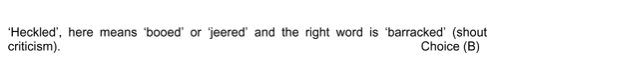 ‘Heckled’, here means ‘booed’ or ‘jeered’ and the right word is ‘barracked’ (shout
criticism). Choice (B)